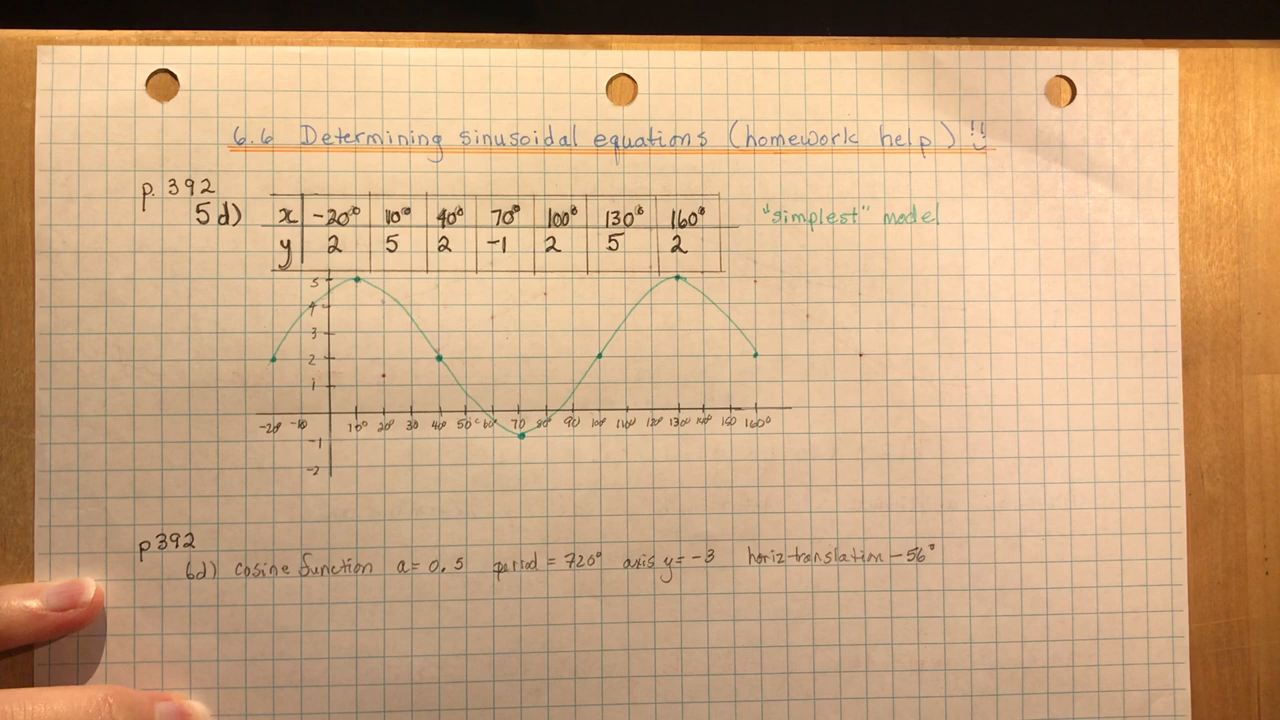 6.6 Determining sinusoidal equations (homework help)!!
p. 392
5d) x -20° 10° 40° 70° 100° 130° 160° "simplest" model
y 2 5 2 -1 2 5 2
5
4
3
2
1
-20 -10 10° 20° 30 40° 50° 60° 70 80° 90 100 110 120 130 140 150 160°
-1
-2
p392
6d) cosine function a= 0.5 period = 720° axis y= -3 horiz translation -56°